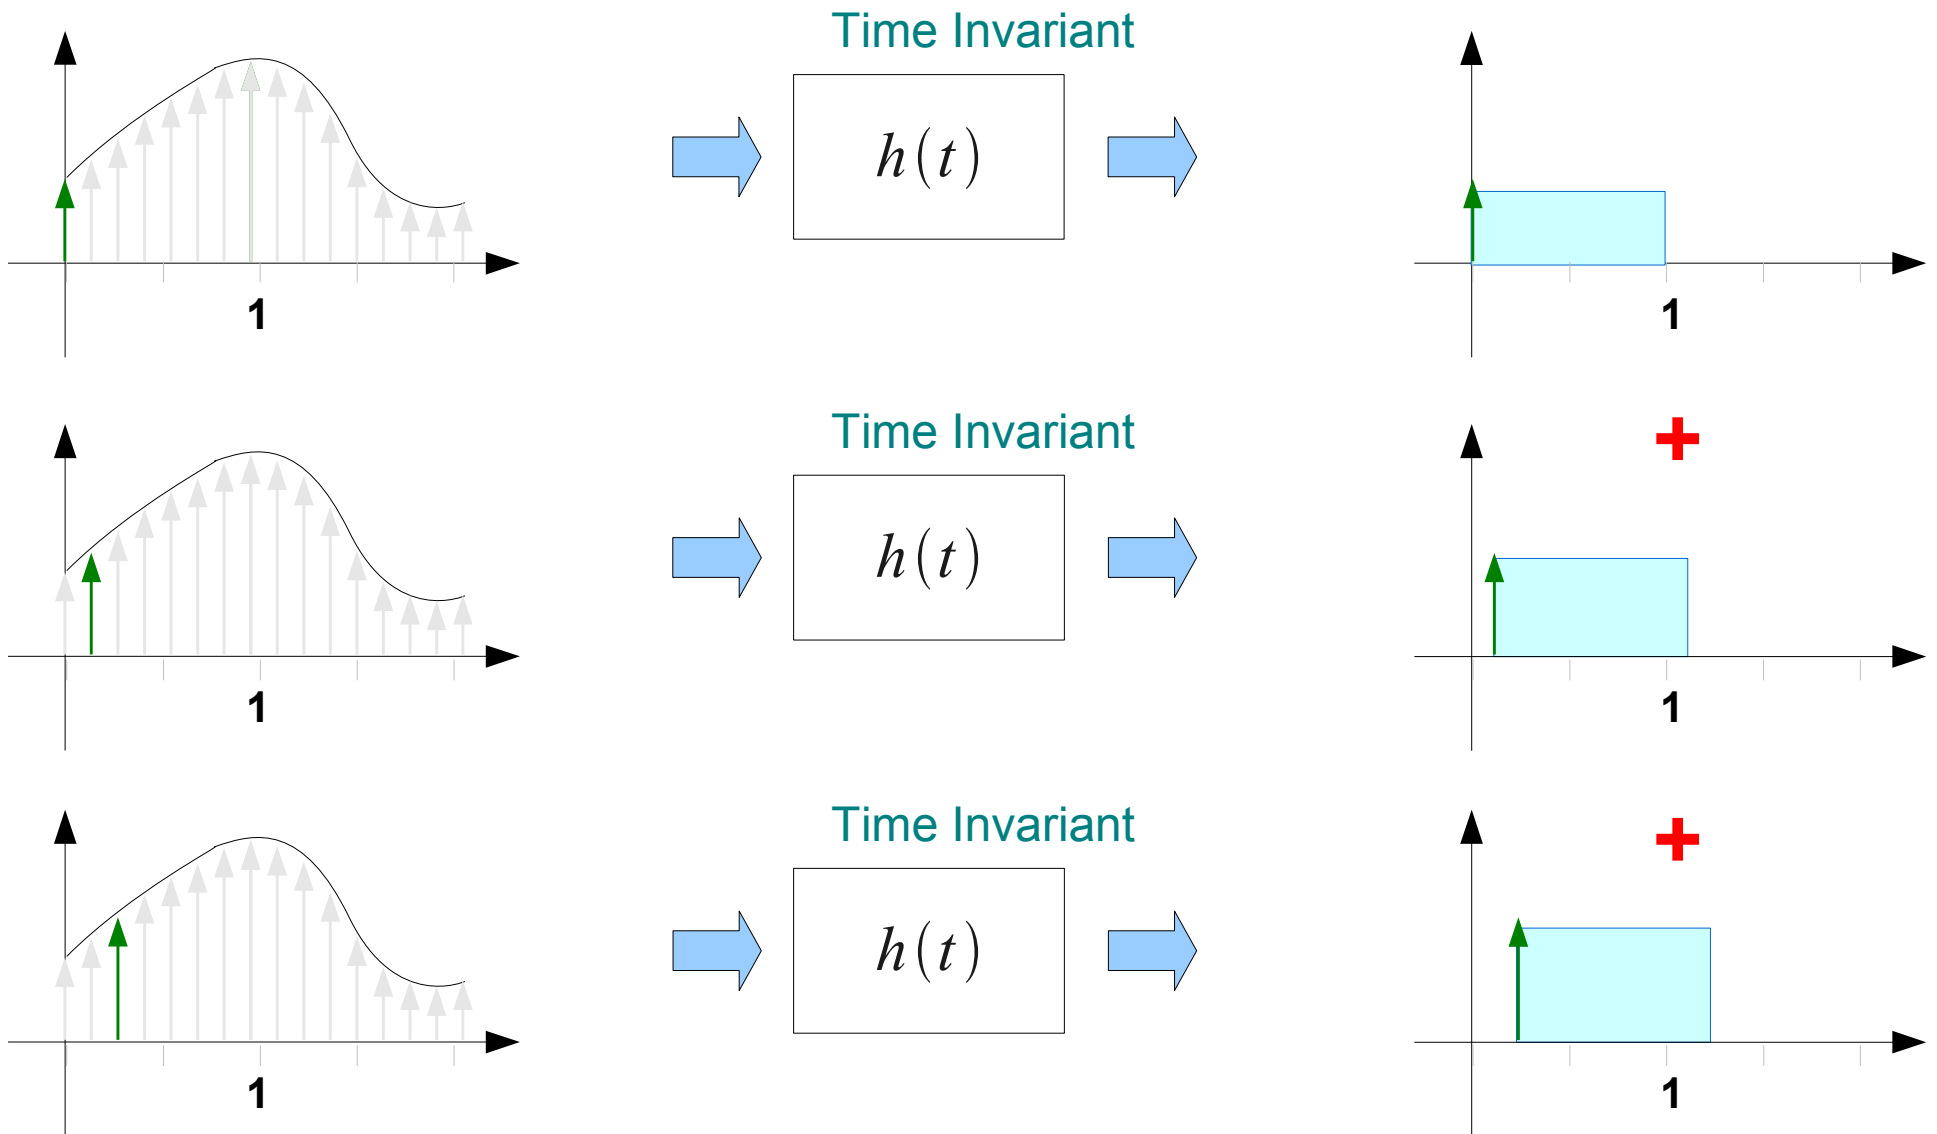 Time Invariant
h(t)
1
1
Time Invariant
+
h(t)
1
1
Time Invariant
+
h(t)
1
1